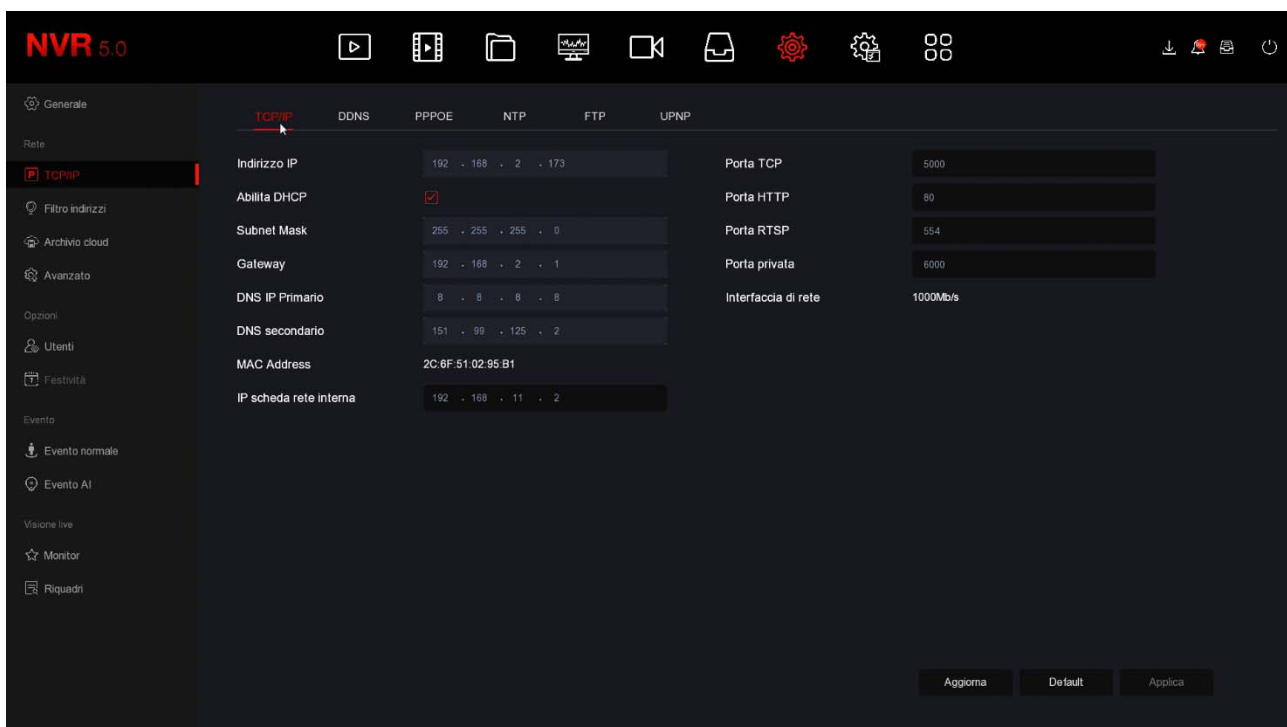 NVR 5.0
Generale
Rete
TCP/IP
Filtro indirizzi
Archivio cloud
Avanzato
Opzioni
Utenti
Festività
Evento
Evento normale
Evento AI
Visione live
Monitor
Riquadri
TCP/IP DDNS PPPOE NTP FTP UPNP
Indirizzo IP 192 . 168 . 2 . 173
Abilita DHCP
Subnet Mask 255 . 255 . 255 . 0
Gateway 192 . 168 . 2 . 1
DNS IP Primario 8 . 8 . 8 . 8
DNS secondario 151 . 99 . 125 . 2
MAC Address 2C:6F:51:02:95:B1
IP scheda rete interna 192 . 168 . 11 . 2
Porta TCP 5000
Porta HTTP 80
Porta RTSP 554
Porta privata 6000
Interfaccia di rete 1000Mb/s
Aggiorna Default Applica